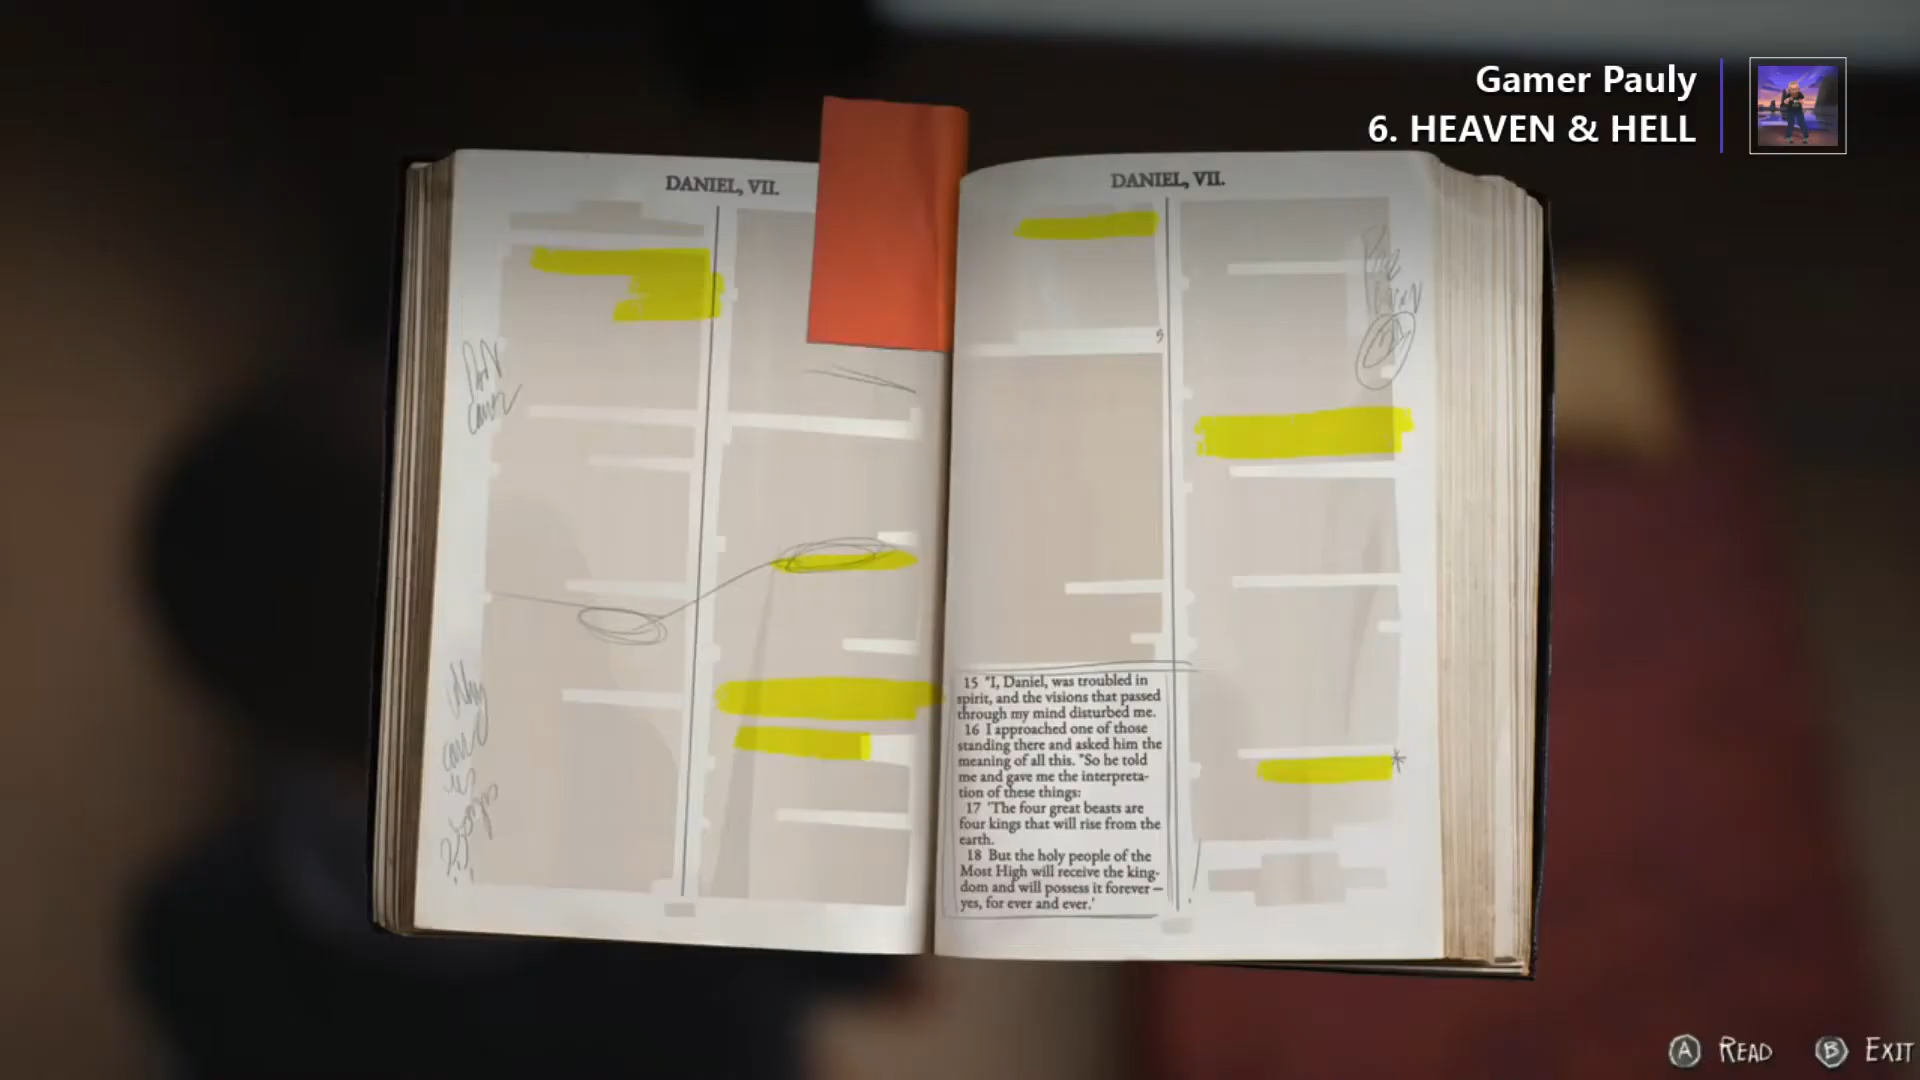 Gamer Pauly
6. HEAVEN & HELL
DANIEL, VII.
DANIEL, VII.
15 "I, Daniel, was troubled in
spirit, and the visions that passed
through my mind disturbed me.
16 I approached one of those
standing there and asked him the
meaning of all this. "So he told
me and gave me the interpreta-
tion of these things:
17 'The four great beasts are
four kings that will rise from the
earth.
18 But the holy people of the
Most High will receive the king-
dom and will possess it forever —
yes, for ever and ever.'
A READ B EXIT